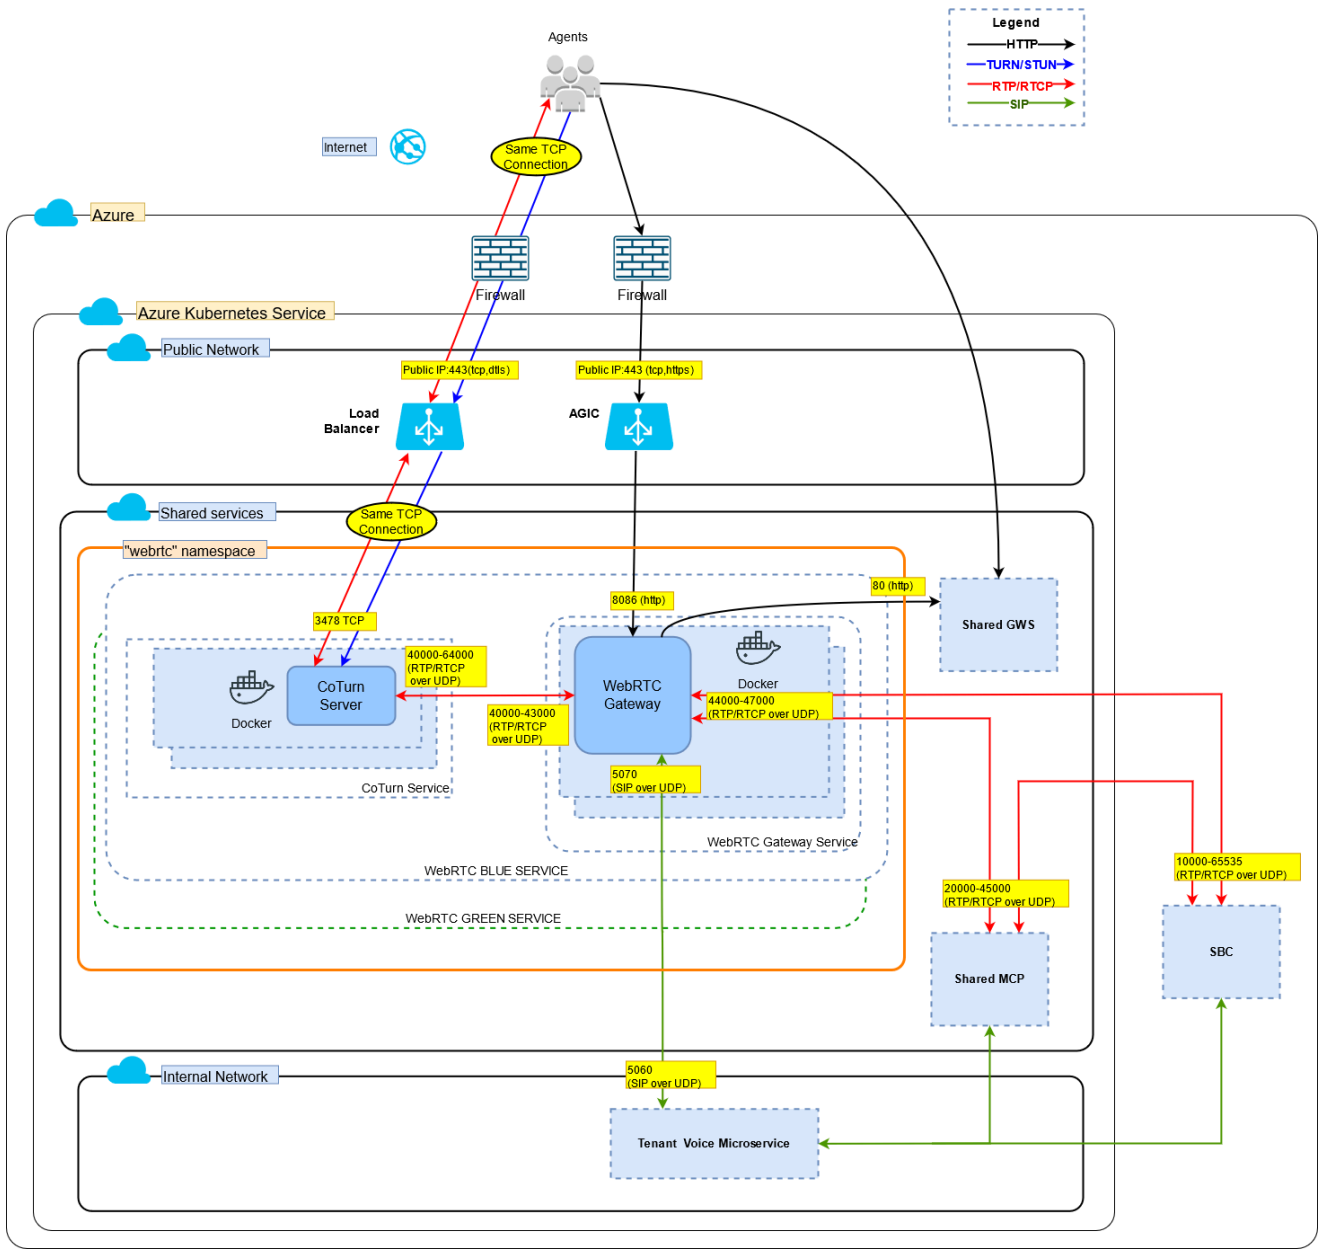 Legend
HTTP
TURN/STUN
RTP/RTCP
SIP
Agents
Internet
Same TCP
Connection
Azure
Firewall
Firewall
Azure Kubernetes Service
Public Network
Public IP:443(tcp,dtls)
Public IP:443 (tcp,https)
Load
Balancer
AGIC
Shared services
Same TCP
Connection
"webrtc" namespace
80 (http)
8086 (http)
3478 TCP
Shared GWS
40000-64000
(RTP/RTCP
over UDP)
CoTurn
Server
Docker
WebRTC
Gateway
Docker
44000-47000
(RTP/RTCP over UDP)
40000-43000
(RTP/RTCP
over UDP)
5070
(SIP over UDP)
CoTurn Service
WebRTC Gateway Service
WebRTC BLUE SERVICE
WebRTC GREEN SERVICE
10000-65535
(RTP/RTCP over UDP)
20000-45000
(RTP/RTCP over UDP)
SBC
Shared MCP
Internal Network
5060
(SIP over UDP)
Tenant  Voice Microservice